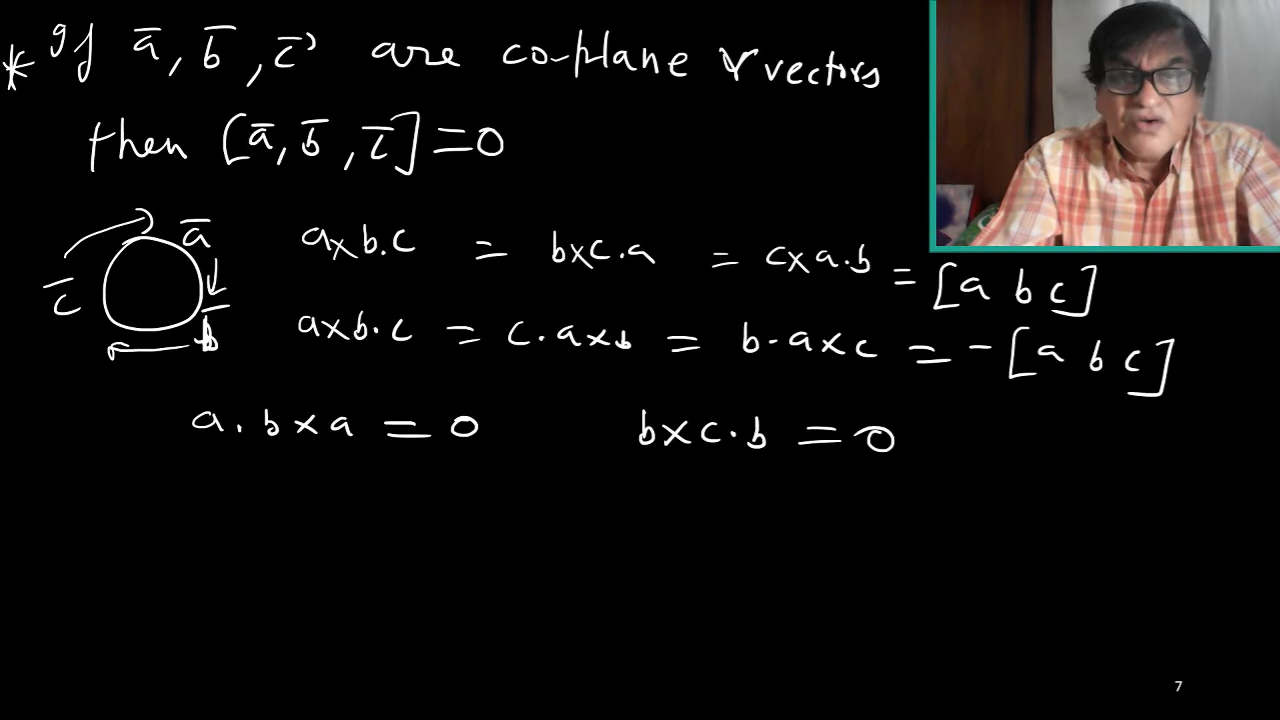 * If a̅, b̅, c̅ are co-plane vectors
then [a̅, b̅, c̅] = 0
a̅
c̅
b̅
a×b.c = b×c.a = c×a.b = [a b c]
a×b.c = c.a×b = b.a×c = -[a b c]
a.b×a = 0 b×c.b = 0
7